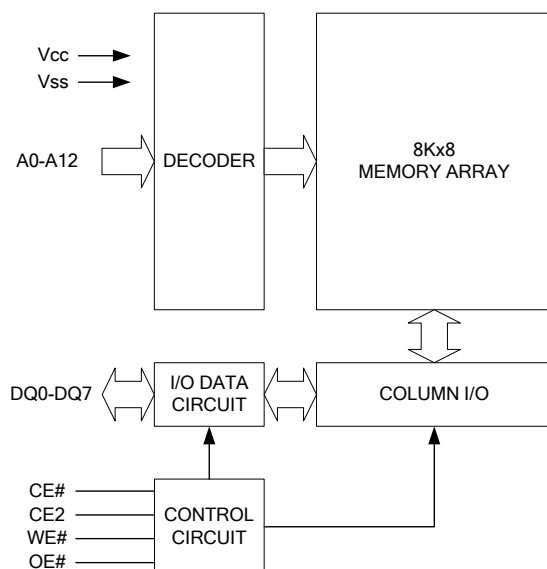 Vcc
Vss
A0-A12
DECODER
8Kx8
MEMORY ARRAY
DQ0-DQ7
I/O DATA
CIRCUIT
COLUMN I/O
CE#
CE2
WE#
OE#
CONTROL
CIRCUIT